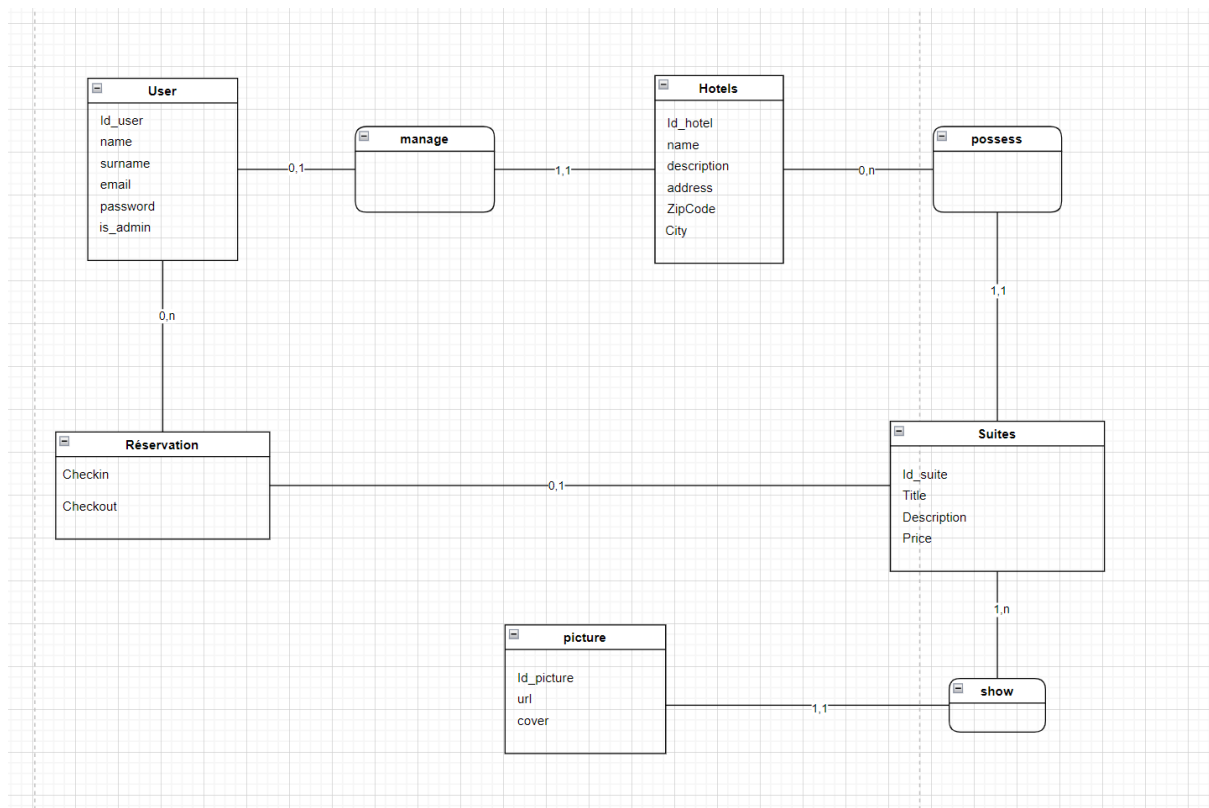 User
Id_user
name
surname
email
password
is_admin
0,1
manage
1,1
Hotels
Id_hotel
name
description
address
ZipCode
City
0,n
possess
1,1
0,n
Réservation
Checkin
Checkout
0,1
Suites
Id_suite
Title
Description
Price
1,n
picture
Id_picture
url
cover
1,1
show